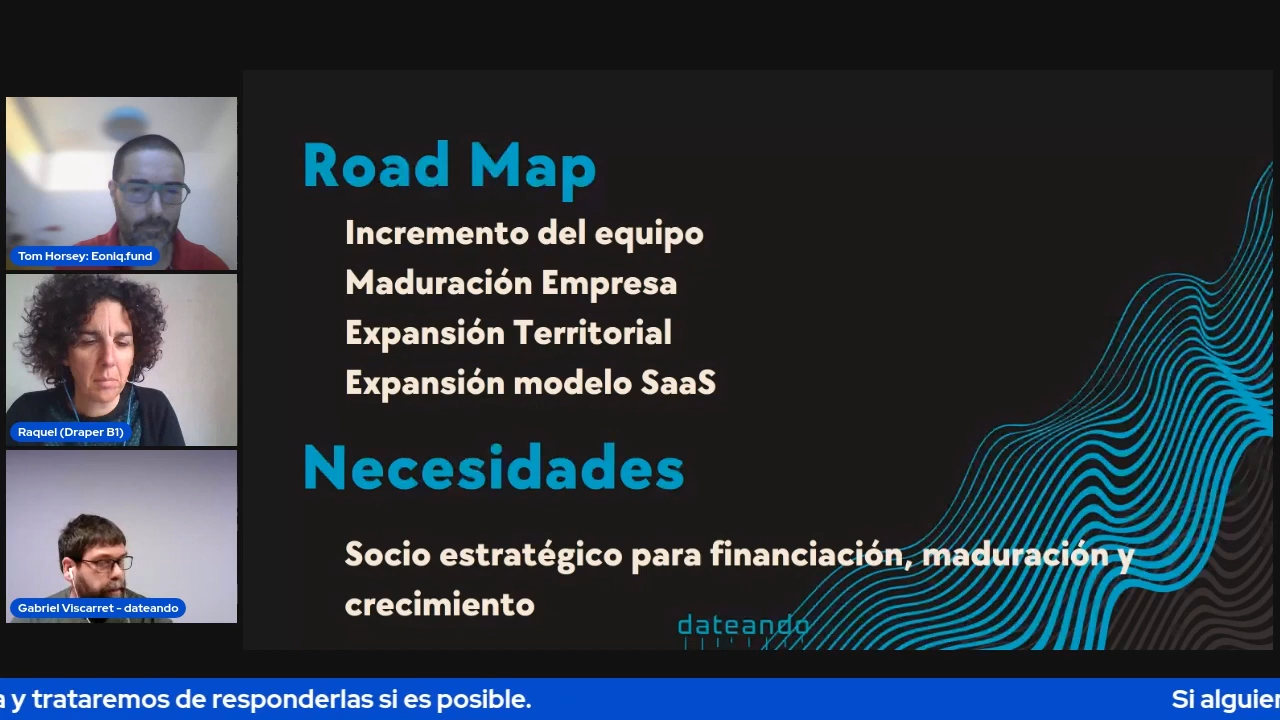 Road Map
Incremento del equipo
Maduración Empresa
Expansión Territorial
Expansión modelo SaaS
Necesidades
Socio estratégico para financiación, maduración y
crecimiento
dateando
Tom Horsey: Eoniq.fund
Raquel (Draper B1)
Gabriel Viscarret - dateando
a y trataremos de responderlas si es posible.
Si alguien